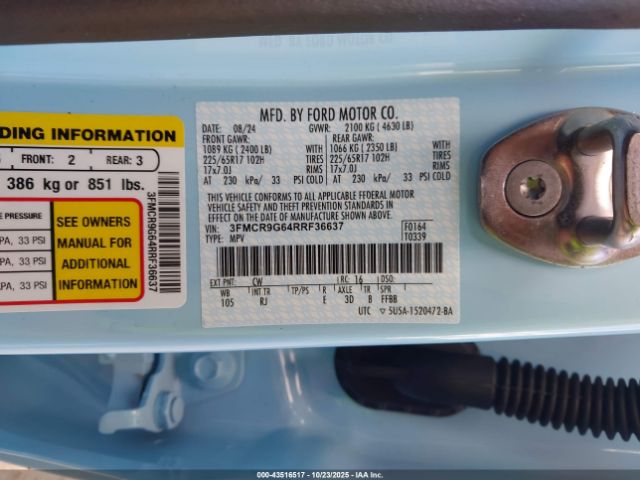 MFD. BY FORD MOTOR CO.
DATE: 08/24 GVWR: 2100 KG ( 4630 LB)
FRONT GAWR: REAR GAWR:
1089 KG ( 2400 LB) WITH 1066 KG ( 2350 LB) WITH
225/65R17 102H TIRES 225/65R17 102H TIRES
17x7.0J RIMS 17x7.0J RIMS
AT 230 kPa/ 33 PSI COLD AT 230 kPa/ 33 PSI COLD
THIS VEHICLE CONFORMS TO ALL APPLICABLE FEDERAL MOTOR
VEHICLE SAFETY AND THEFT PREVENTION STANDARDS IN
EFFECT ON THE DATE OF MANUFACTURE SHOWN ABOVE.
VIN: 3FMCR9G64RRF36637 F0164
TYPE: MPV T0339
EXT PNT: CW RC: 16 DSO:
WB INT TR TP/PS R AXLE TR SPR
105 RJ E 3D 8 FFBB
UTC ▽ 5U5A-1520472-BA
DING INFORMATION
FRONT: 2 REAR: 3
386 kg or 851 lbs.
E PRESSURE
PA, 33 PSI
PA, 33 PSI
PA, 33 PSI
SEE OWNERS
MANUAL FOR
ADDITIONAL
INFORMATION
3FMCR9G64RRF36637
000-43516517 - 10/23/2025 - COPYRIGHT IAA, LLC.